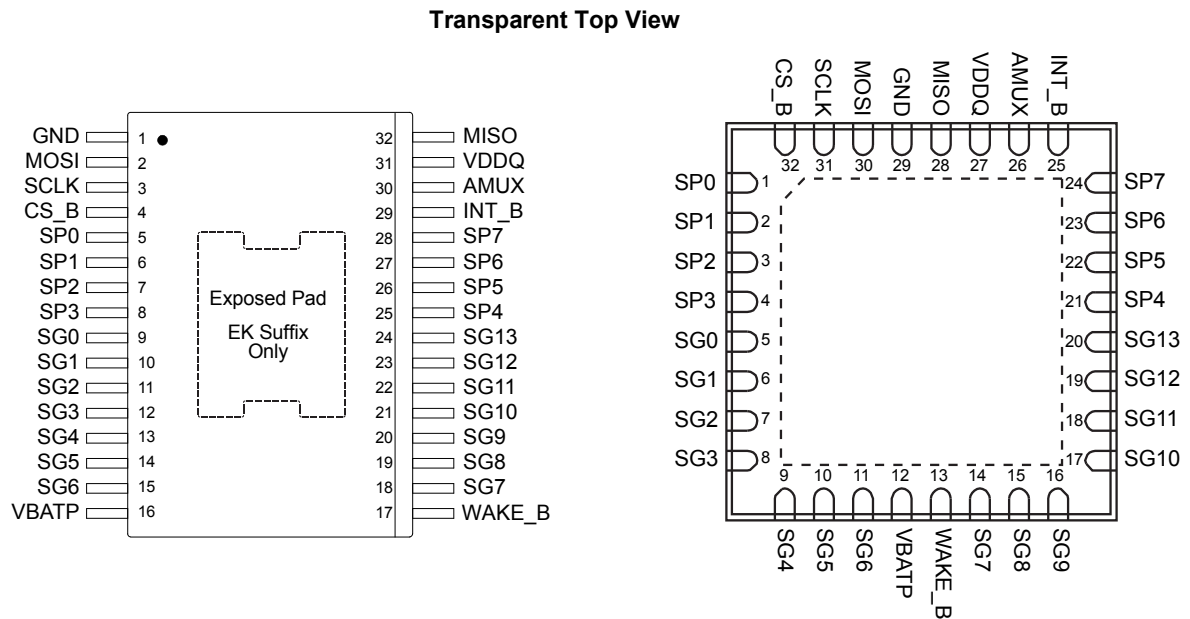 Transparent Top View
GND 1 32 MISO
MOSI 2 31 VDDQ
SCLK 3 30 AMUX
CS_B 4 29 INT_B
SP0 5 28 SP7
SP1 6 27 SP6
SP2 7 26 SP5
SP3 8 25 SP4
SG0 9 24 SG13
SG1 10 23 SG12
SG2 11 22 SG11
SG3 12 21 SG10
SG4 13 20 SG9
SG5 14 19 SG8
SG6 15 18 SG7
VBATP 16 17 WAKE_B
Exposed Pad
EK Suffix
Only
CS_B SCLK MOSI GND MISO VDDQ AMUX INT_B
32 31 30 29 28 27 26 25
SP0 1 24 SP7
SP1 2 23 SP6
SP2 3 22 SP5
SP3 4 21 SP4
SG0 5 20 SG13
SG1 6 19 SG12
SG2 7 18 SG11
SG3 8 17 SG10
9 10 11 12 13 14 15 16
SG4 SG5 SG6 VBATP WAKE_B SG7 SG8 SG9